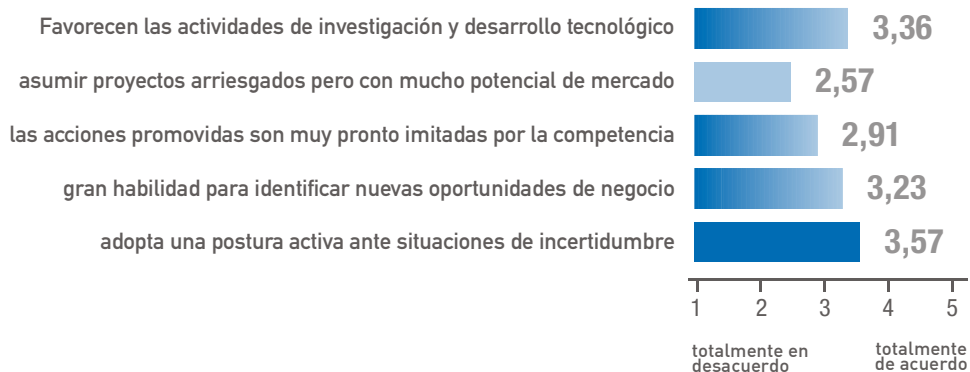 Favorecen las actividades de investigación y desarrollo tecnológico 3,36
asumir proyectos arriesgados pero con mucho potencial de mercado 2,57
las acciones promovidas son muy pronto imitadas por la competencia 2,91
gran habilidad para identificar nuevas oportunidades de negocio 3,23
adopta una postura activa ante situaciones de incertidumbre 3,57
1 2 3 4 5
totalmente en
desacuerdo
totalmente
de acuerdo